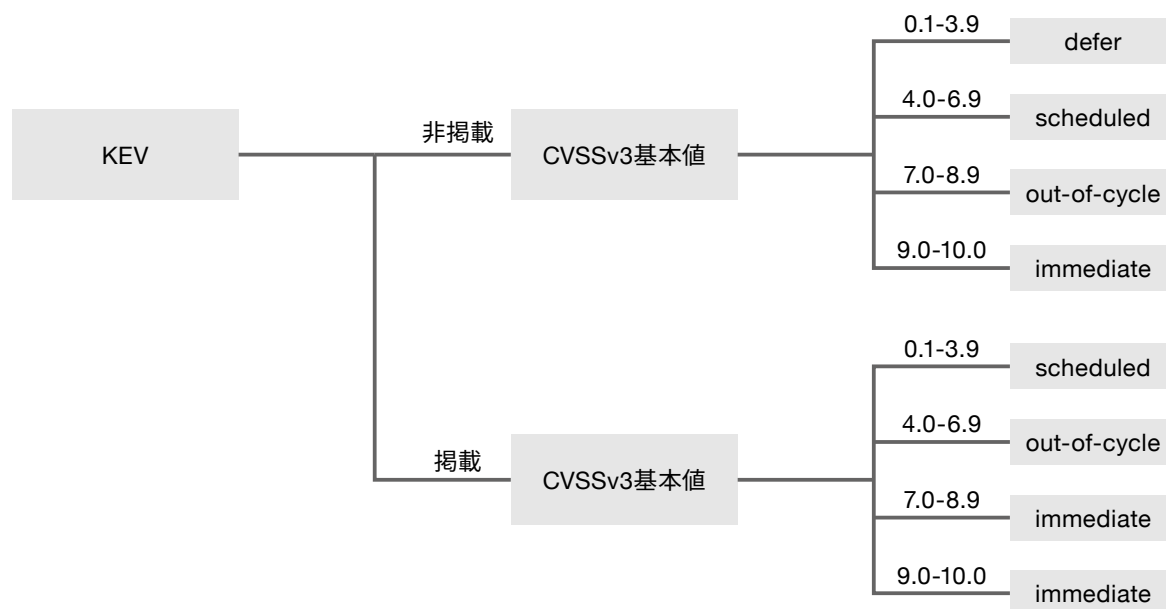 KEV
非掲載
CVSSv3基本値
0.1-3.9
defer
4.0-6.9
scheduled
7.0-8.9
out-of-cycle
9.0-10.0
immediate
掲載
CVSSv3基本値
0.1-3.9
scheduled
4.0-6.9
out-of-cycle
7.0-8.9
immediate
9.0-10.0
immediate